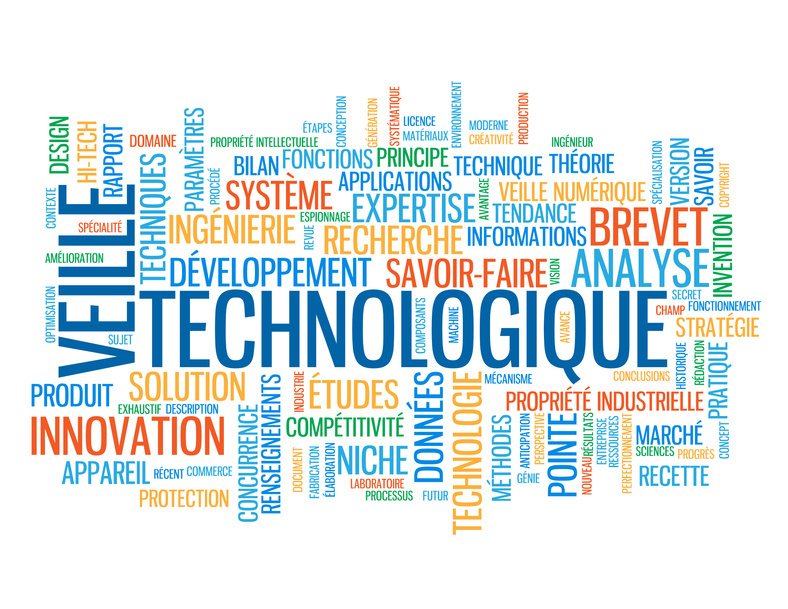 DESIGN
HI-TECH
RAPPORT
DOMAINE
PARAMÈTRES
PROPRIÉTÉ INTELLECTUELLE
ÉTAPES
CONCEPTION
GÉNÉRATION
SYSTÉMATIQUE
LICENCE
MATÉRIAUX
ENVIRONNEMENT
MODERNE
CRÉATIVITÉ
PRODUCTION
INGÉNIEUR
TECHNIQUES
PROCÉDÉ
BILAN
FONCTIONS
PRINCIPE
TECHNIQUE
THÉORIE
SPÉCIALISATION
VERSION
SAVOIR
COPYRIGHT
CONTEXTE
VEILLE
SYSTÈME
APPLICATIONS
AVANTAGE
VEILLE NUMÉRIQUE
SPÉCIALITÉ
INGÉNIERIE
ESPIONNAGE
EXPERTISE
TENDANCE
BREVET
INVENTION
REVUE
RECHERCHE
INFORMATIONS
AMÉLIORATION
DÉVELOPPEMENT
SAVOIR-FAIRE
VISION
ANALYSE
OPTIMISATION
SUJET
TECHNOLOGIQUE
COMPOSANTS
MACHINE
AVANCE
SECRET
CHAMP
FONCTIONNEMENT
STRATÉGIE
PRODUIT
SOLUTION
INDUSTRIE
ÉTUDES
MÉCANISME
CONCLUSIONS
HISTORIQUE
RÉDACTION
PRATIQUE
EXHAUSTIF
DESCRIPTION
CONCURRENCE
RENSEIGNEMENTS
DONNÉES
TECHNOLOGIE
PROPRIÉTÉ INDUSTRIELLE
INNOVATION
COMPÉTITIVITÉ
MÉTHODES
ANTICIPATION
PERSPECTIVE
POINTE
NOUVEAU
RÉSULTATS
ENTREPRISE
RESSOURCES
PERFECTIONNEMENT
MARCHÉ
CONCEPT
APPAREIL
RÉCENT
COMMERCE
DOCUMENT
FABRICATION
ÉLABORATION
NICHE
SCIENCES
PROGRÈS
PROTECTION
LABORATOIRE
PROCESSUS
FUTUR
GÉNIE
RECETTE